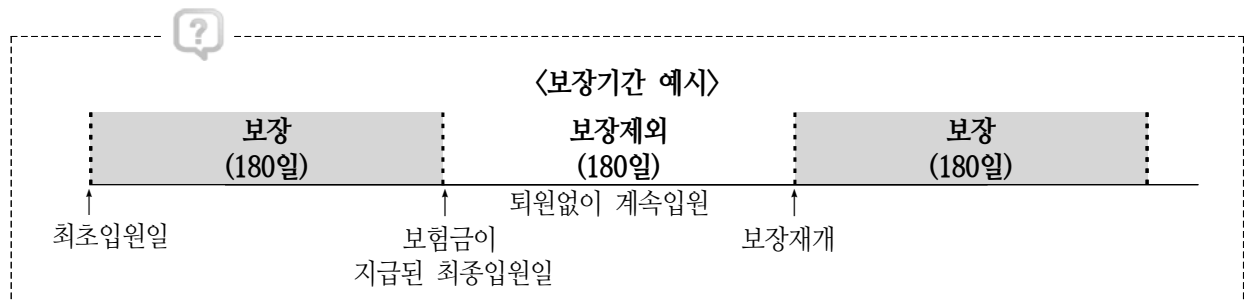 ?
〈보장기간 예시〉
보장 보장제외 보장
(180일) (180일) (180일)
퇴원없이 계속입원
최초입원일 보험금이 보장재개
지급된 최종입원일